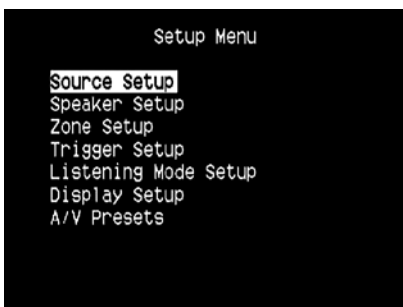 Setup Menu
Source Setup
Speaker Setup
Zone Setup
Trigger Setup
Listening Mode Setup
Display Setup
A/V Presets